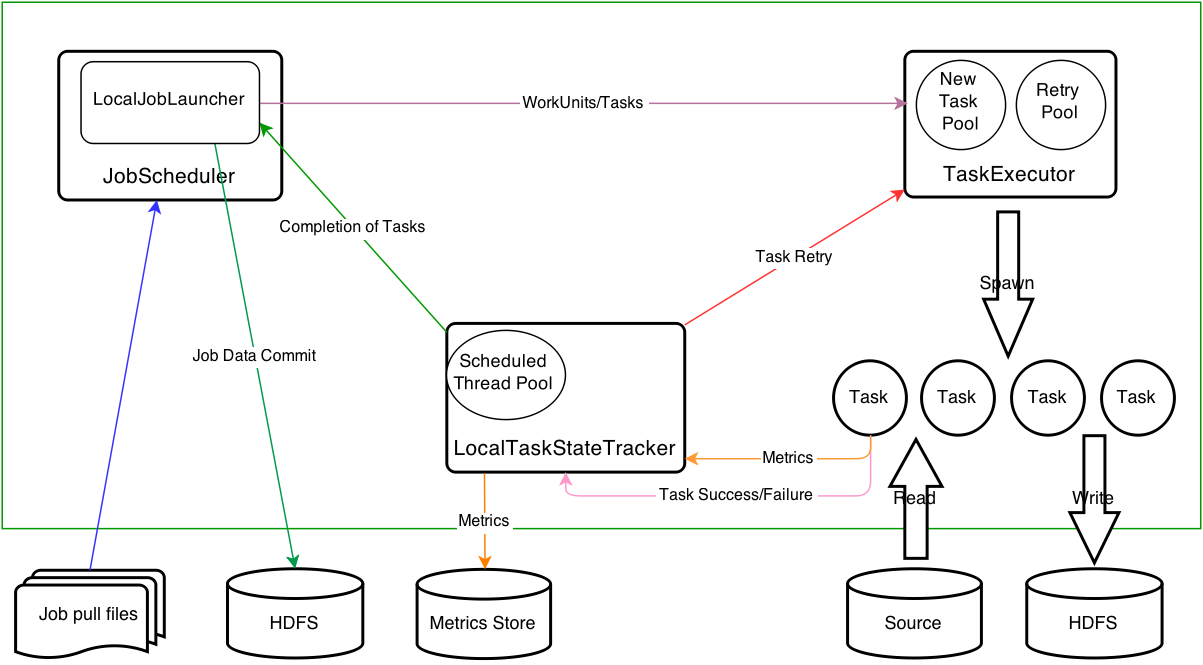 LocalJobLauncher
JobScheduler
WorkUnits/Tasks
New
Task
Pool
Retry
Pool
TaskExecutor
Completion of Tasks
Task Retry
Spawn
Job Data Commit
Scheduled
Thread Pool
LocalTaskStateTracker
Task
Task
Task
Task
Metrics
Task Success/Failure
Read
Write
Metrics
Job pull files
HDFS
Metrics Store
Source
HDFS